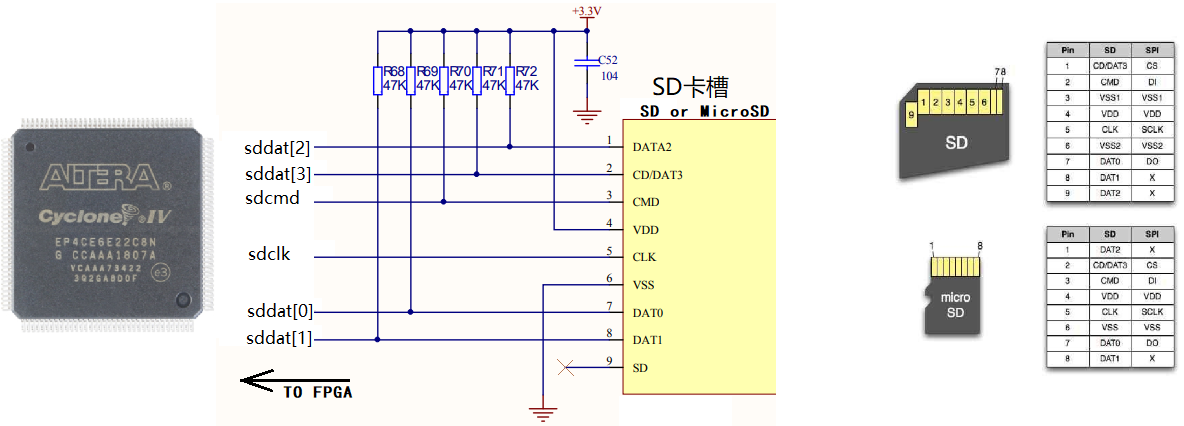 ALTERA®
Cyclone® IV
EP4CE6E22C8N
G CCAAA1807A
VCAAA73422
e3
+3.3V
R68 R69 R70 R71 R72
47K 47K 47K 47K 47K
C52
104
SD卡槽
SD or MicroSD
sddat[2] 1 DATA2
sddat[3] 2 CD/DAT3
sdcmd 3 CMD
4 VDD
sdclk 5 CLK
6 VSS
sddat[0] 7 DAT0
sddat[1] 8 DAT1
9 SD
TO FPGA
78
9 1 2 3 4 5 6
SD
Pin SD SPI
1 CD/DAT3 CS
2 CMD DI
3 VSS1 VSS1
4 VDD VDD
5 CLK SCLK
6 VSS2 VSS2
7 DAT0 DO
8 DAT1 X
9 DAT2 X
1 8
micro
SD
Pin SD SPI
1 DAT2 X
2 CD/DAT3 CS
3 CMD DI
4 VDD VDD
5 CLK SCLK
6 VSS VSS
7 DAT0 DO
8 DAT1 X